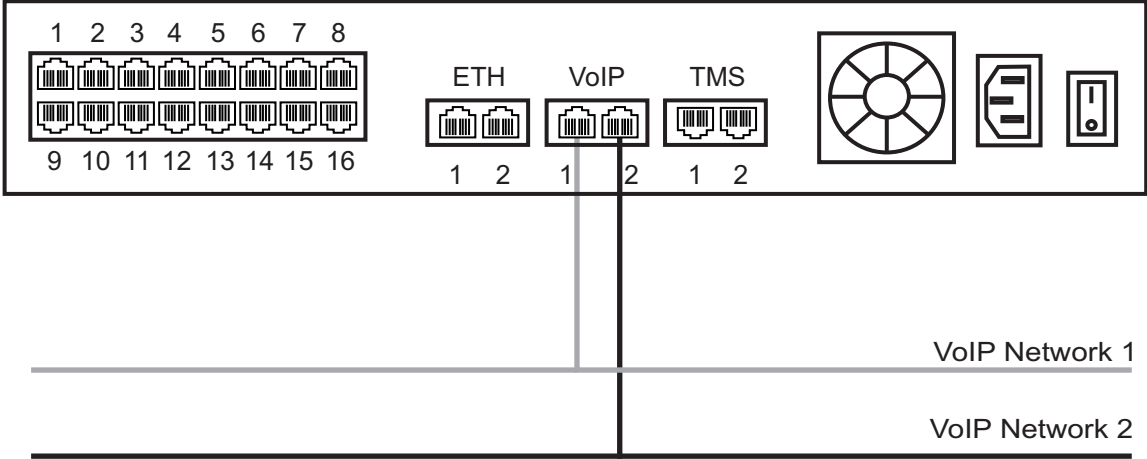 1 2 3 4 5 6 7 8
9 10 11 12 13 14 15 16
ETH VoIP TMS
1 2 1 2 1 2
VoIP Network 1
VoIP Network 2